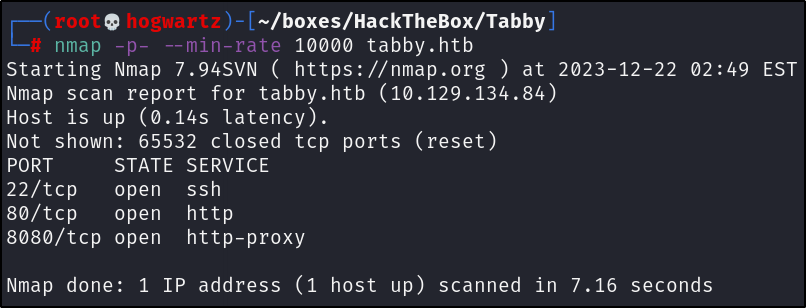 ┌──(root💀hogwartz)-[~/boxes/HackTheBox/Tabby]
└─# nmap -p- --min-rate 10000 tabby.htb
Starting Nmap 7.94SVN ( https://nmap.org ) at 2023-12-22 02:49 EST
Nmap scan report for tabby.htb (10.129.134.84)
Host is up (0.14s latency).
Not shown: 65532 closed tcp ports (reset)
PORT     STATE SERVICE
22/tcp   open  ssh
80/tcp   open  http
8080/tcp open  http-proxy

Nmap done: 1 IP address (1 host up) scanned in 7.16 seconds